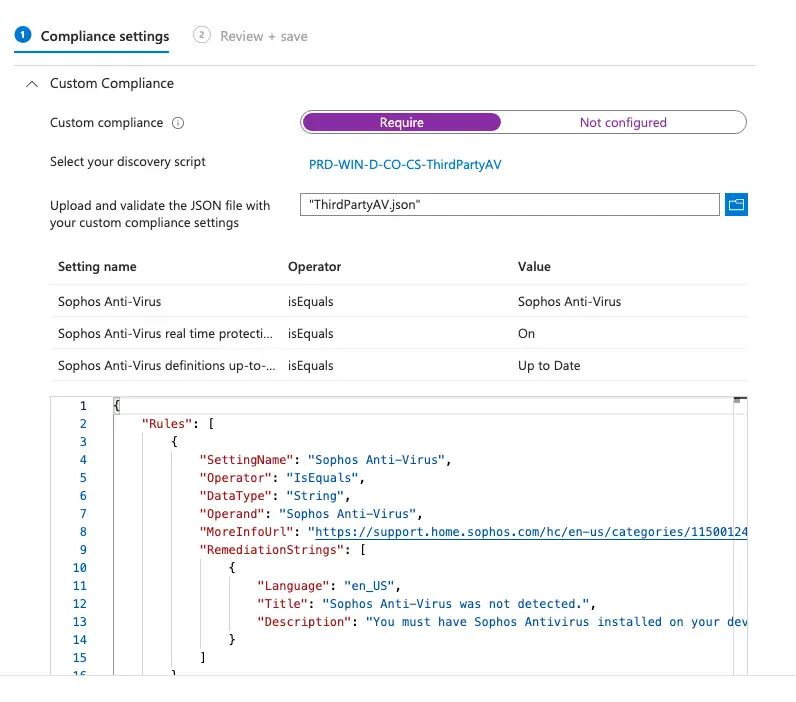 1 Compliance settings 2 Review + save
Custom Compliance
Custom compliance Require Not configured
Select your discovery script PRD-WIN-D-CO-CS-ThirdPartyAV
Upload and validate the JSON file with "ThirdPartyAV.json"
your custom compliance settings
Setting name Operator Value
Sophos Anti-Virus isEquals Sophos Anti-Virus
Sophos Anti-Virus real time protecti... isEquals On
Sophos Anti-Virus definitions up-to-... isEquals Up to Date
1 {
2 "Rules": [
3 {
4 "SettingName": "Sophos Anti-Virus",
5 "Operator": "IsEquals",
6 "DataType": "String",
7 "Operand": "Sophos Anti-Virus",
8 "MoreInfoUrl": "https://support.home.sophos.com/hc/en-us/categories/11500124
9 "RemediationStrings": [
10 {
11 "Language": "en_US",
12 "Title": "Sophos Anti-Virus was not detected.",
13 "Description": "You must have Sophos Antivirus installed on your dev
14 }
15 ]
16 }